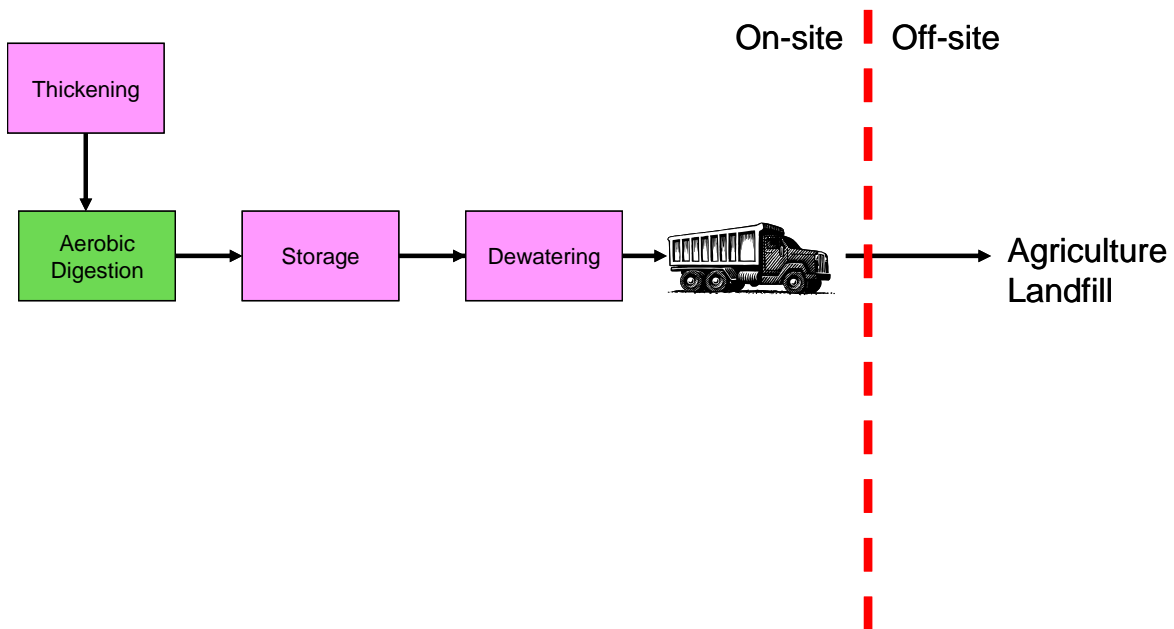 On-site
Off-site
Thickening
Aerobic
Digestion
Storage
Dewatering
Agriculture
Landfill